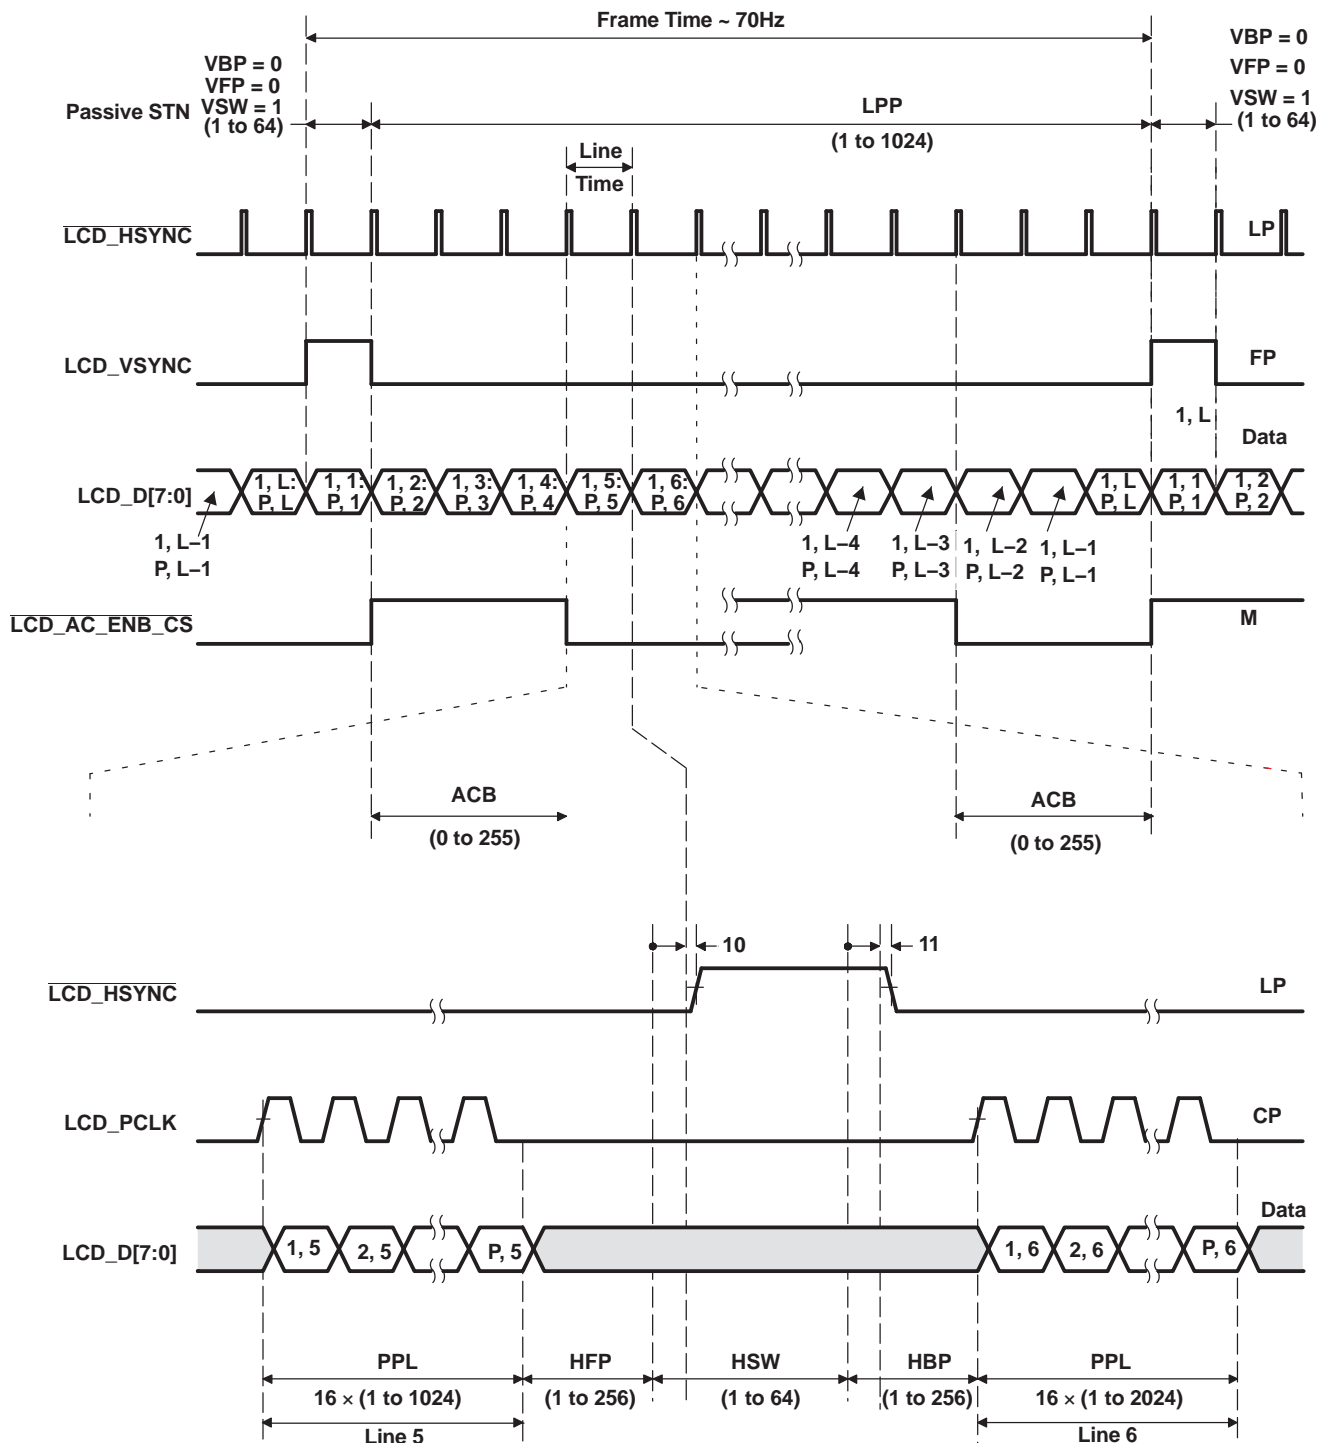 Frame Time ~ 70Hz
VBP = 0
VFP = 0
VSW = 1
(1 to 64)
VBP = 0
VFP = 0
VSW = 1
(1 to 64)
Passive STN
LPP
(1 to 1024)
Line
Time
LCD_HSYNC
LP
LCD_VSYNC
FP
1, L
Data
LCD_D[7:0]
1, L:
P, L
1, 1:
P, 1
1, 2:
P, 2
1, 3:
P, 3
1, 4:
P, 4
1, 5:
P, 5
1, 6:
P, 6
1, L
P, L
1, 1
P, 1
1, 2
P, 2
1, L–1
P, L–1
1, L–4
P, L–4
1, L–3
P, L–3
1, L–2
P, L–2
1, L–1
P, L–1
LCD_AC_ENB_CS
M
ACB
(0 to 255)
ACB
(0 to 255)
10
11
LCD_HSYNC
LP
LCD_PCLK
CP
Data
LCD_D[7:0]
1, 5
2, 5
P, 5
1, 6
2, 6
P, 6
PPL
HFP
HSW
HBP
PPL
16 × (1 to 1024)
(1 to 256)
(1 to 64)
(1 to 256)
16 × (1 to 2024)
Line 5
Line 6